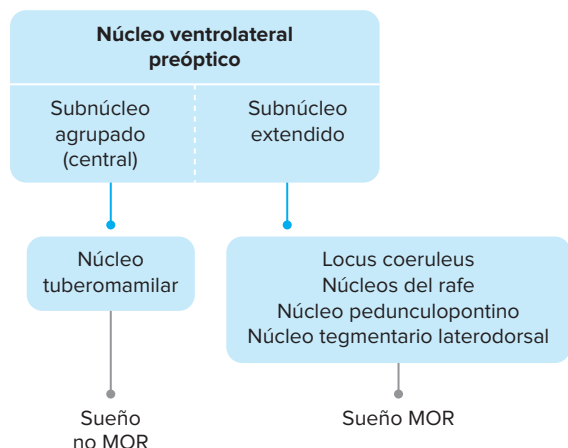 Núcleo ventrolateral
preóptico
Subnúcleo
agrupado
(central)
Subnúcleo
extendido
Núcleo
tuberomamilar
Locus coeruleus
Núcleos del rafe
Núcleo pedunculopontino
Núcleo tegmentario laterodorsal
Sueño
no MOR
Sueño MOR